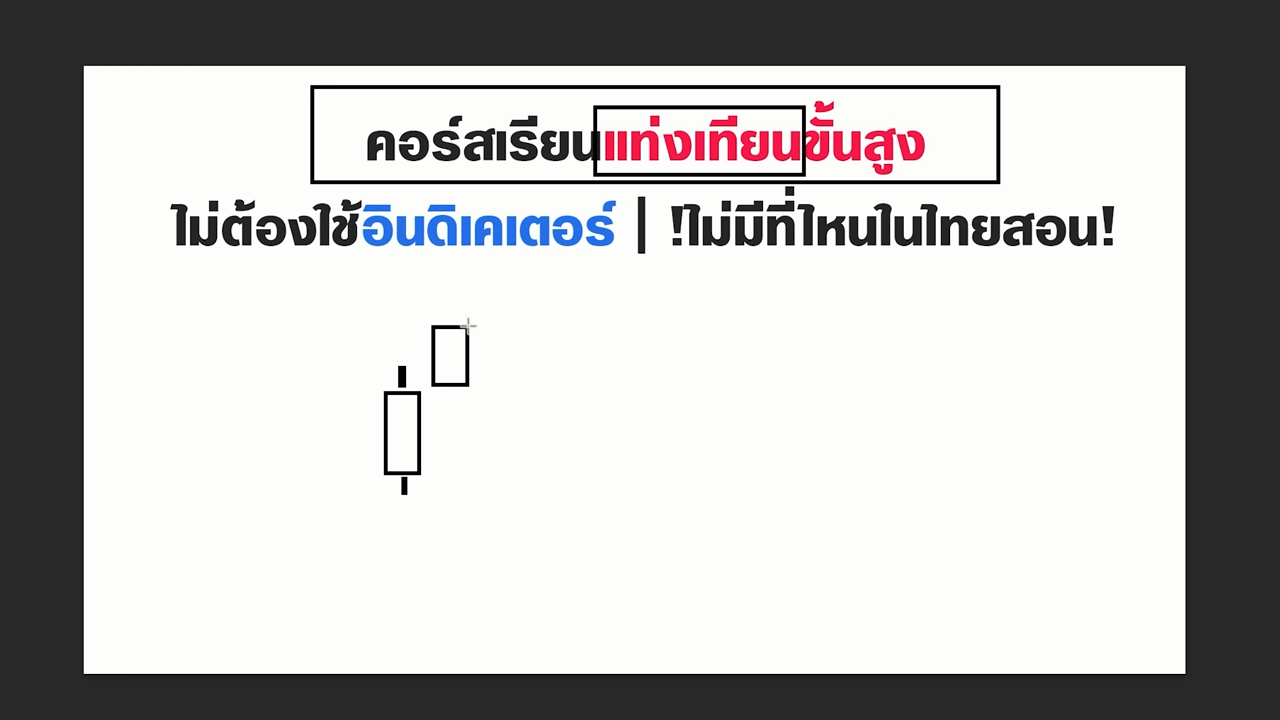 คอร์สเรียนแท่งเทียนขั้นสูง
ไม่ต้องใช้อินดิเคเตอร์ | !ไม่มีที่ไหนในไทยสอน!